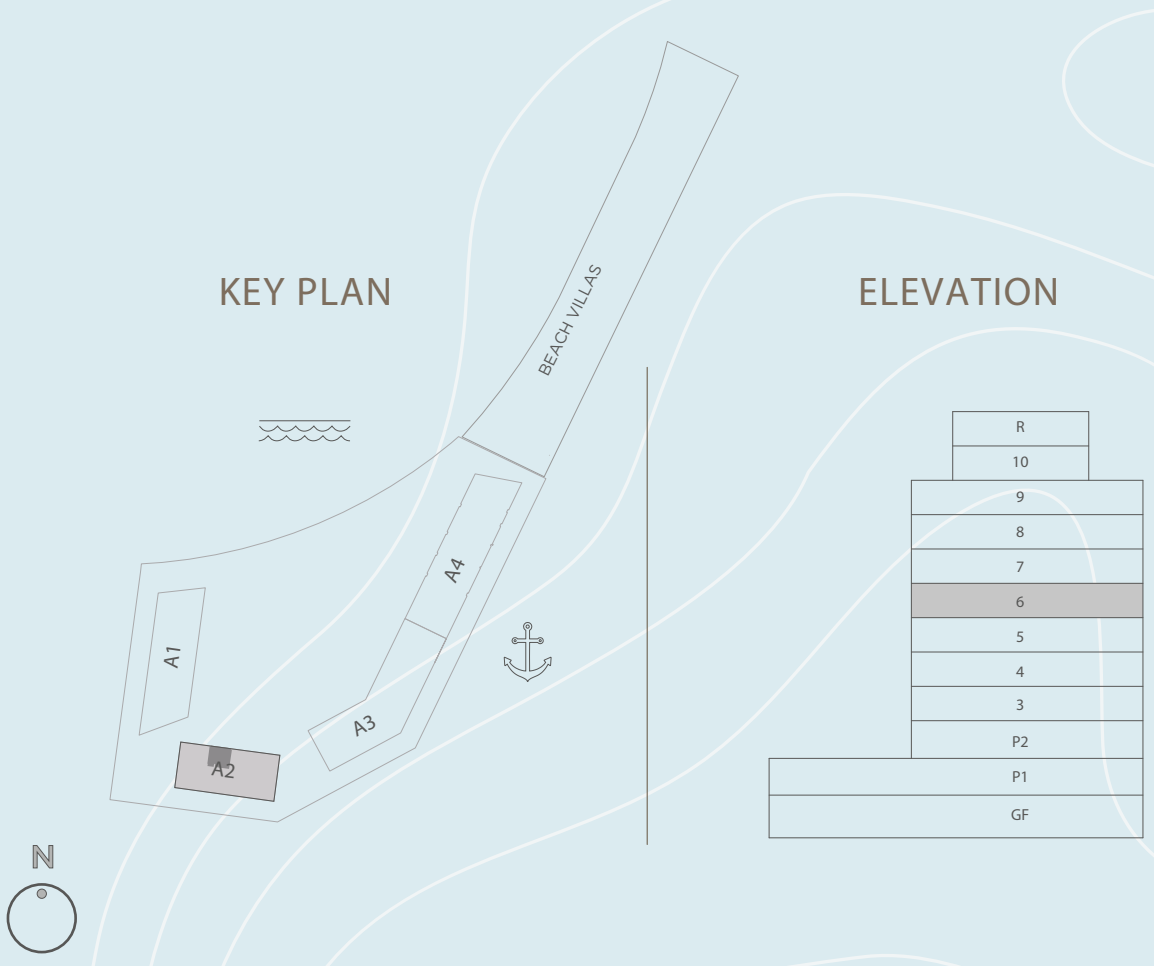 KEY PLAN
BEACH VILLAS
A4
A1
A3
A2
N
ELEVATION
R
10
9
8
7
6
5
4
3
P2
P1
GF